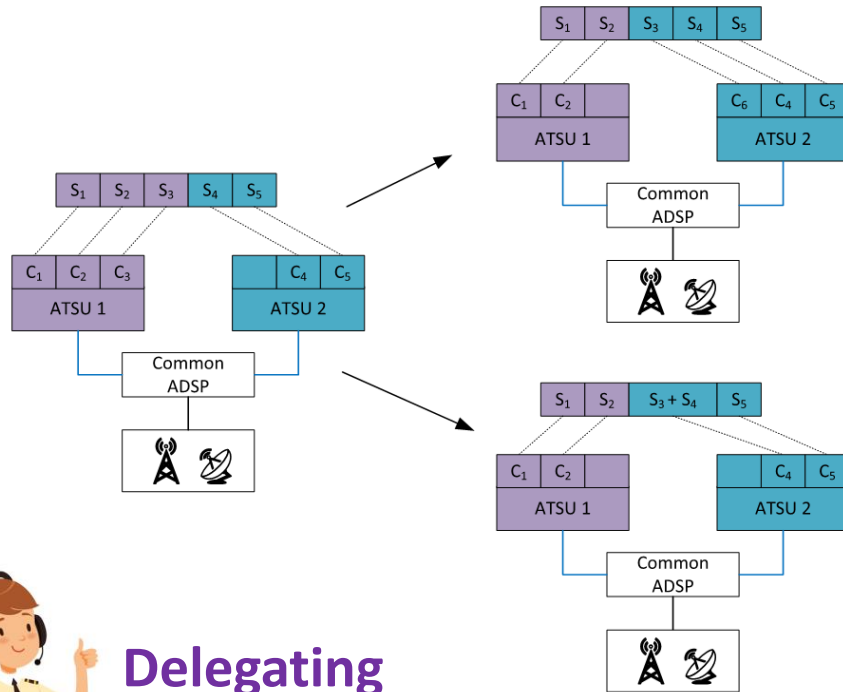 S₁ S₂ S₃ S₄ S₅
C₁ C₂ C₃
ATSU 1
C₄ C₅
ATSU 2
Common
ADSP
S₁ S₂ S₃ S₄ S₅
C₁ C₂
ATSU 1
C₆ C₄ C₅
ATSU 2
Common
ADSP
S₁ S₂ S₃ + S₄ S₅
C₁ C₂
ATSU 1
C₄ C₅
ATSU 2
Common
ADSP
Delegating